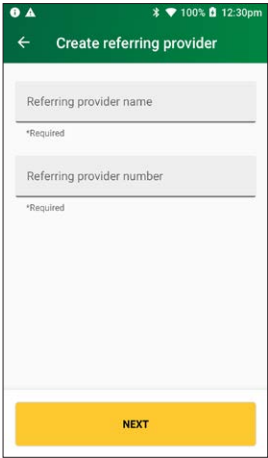 100% 12:30pm
Create referring provider
Referring provider name
*Required
Referring provider number
*Required
NEXT